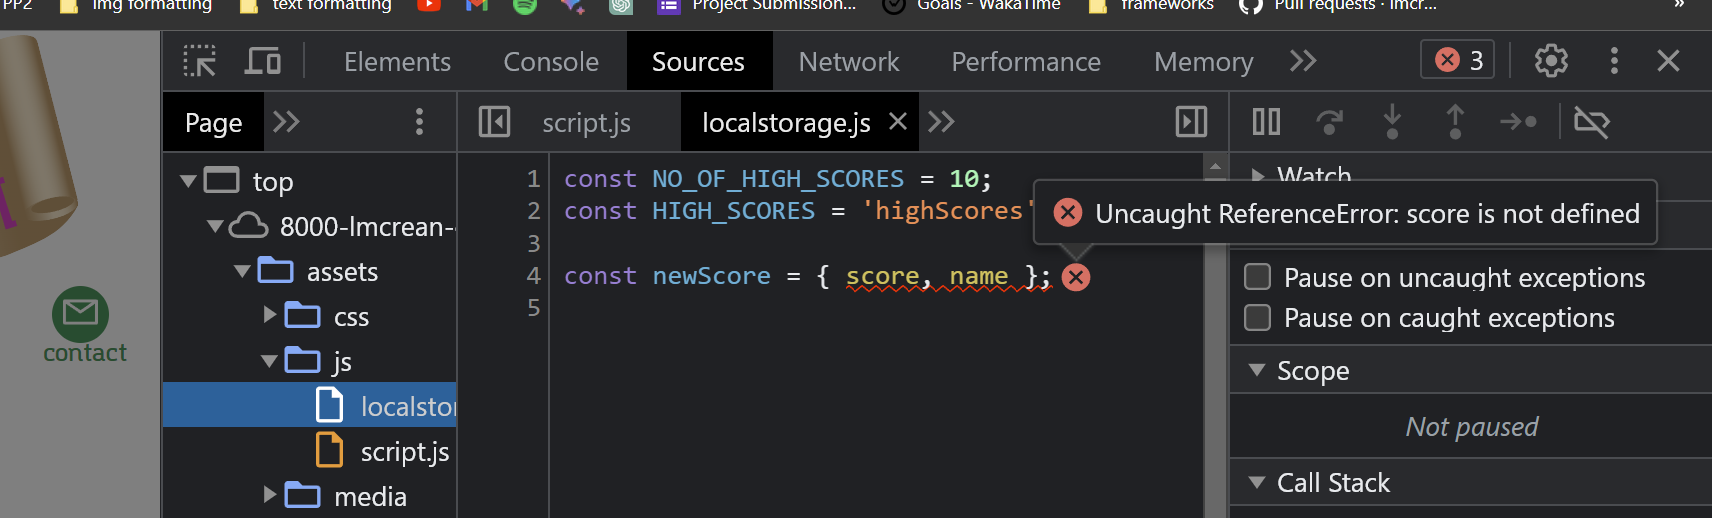 PP2 img formatting text formatting Project Submission... Goals - WakaTime frameworks Pull requests · lmcr... »
Elements Console Sources Network Performance Memory 3
Page script.js localstorage.js
top
8000-lmcrean-
assets
css
js
localstor
script.js
media
contact
1 const NO_OF_HIGH_SCORES = 10;
2 const HIGH_SCORES = 'highScores'
3
4 const newScore = { score, name };
5
Uncaught ReferenceError: score is not defined
Watch
Pause on uncaught exceptions
Pause on caught exceptions
Scope
Not paused
Call Stack